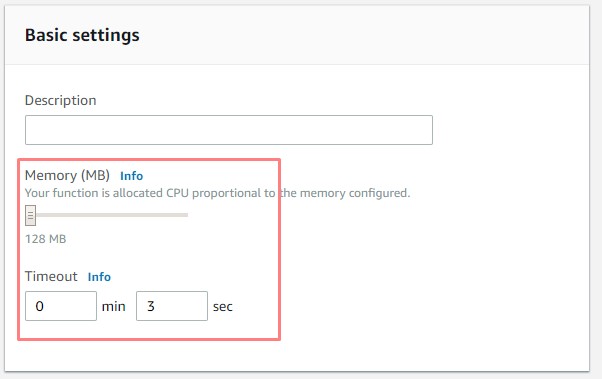 Basic settings
Description
Memory (MB) Info
Your function is allocated CPU proportional to the memory configured.
128 MB
Timeout Info
0 min 3 sec